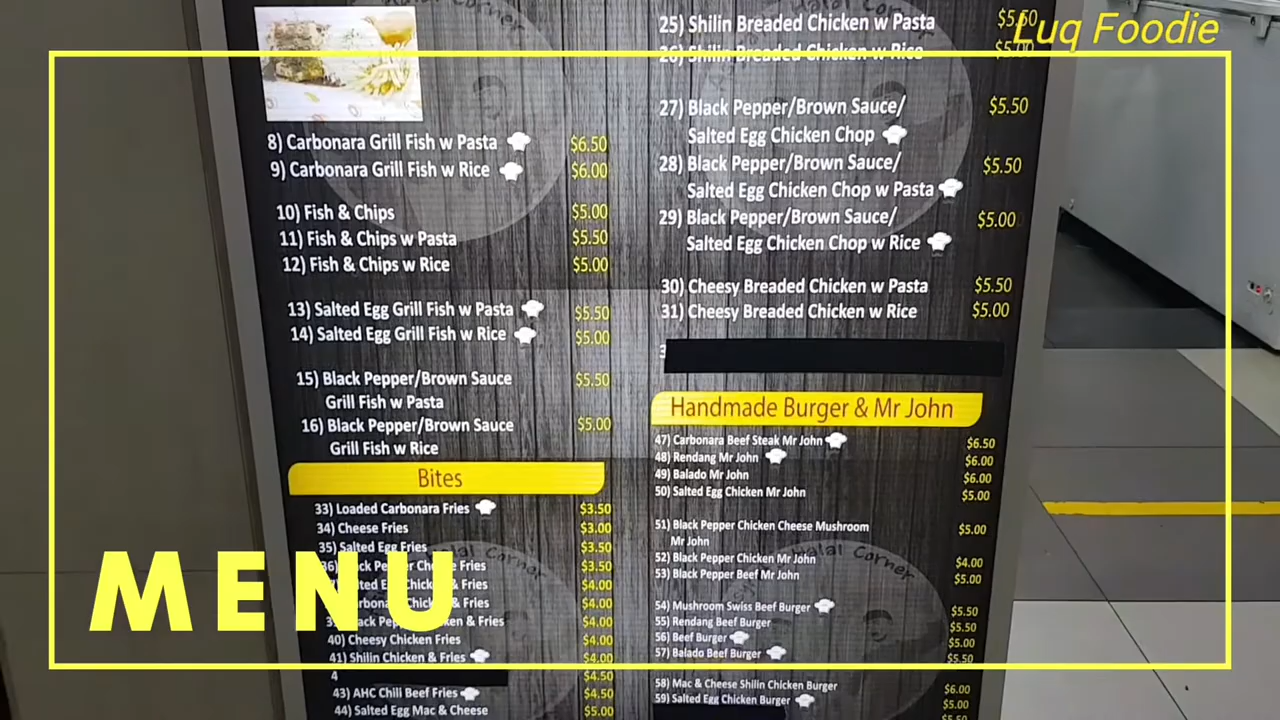 Luq Foodie
8) Carbonara Grill Fish w Pasta $6.50
9) Carbonara Grill Fish w Rice $6.00
10) Fish & Chips $5.00
11) Fish & Chips w Pasta $5.50
12) Fish & Chips w Rice $5.00
13) Salted Egg Grill Fish w Pasta $5.50
14) Salted Egg Grill Fish w Rice $5.00
15) Black Pepper/Brown Sauce $5.50
Grill Fish w Pasta
16) Black Pepper/Brown Sauce $5.00
Grill Fish w Rice
Bites
33) Loaded Carbonara Fries $3.50
34) Cheese Fries $3.00
35) Salted Egg Fries $3.50
Fries $3.50
& Fries $4.00
& Fries $4.00
& Fries $4.00
40) Cheesy Chicken Fries $4.00
41) Shilin Chicken & Fries $4.00
4 $4.50
43) AHC Chili Beef Fries $4.50
44) Salted Egg Mac & Cheese $5.00
25) Shilin Breaded Chicken w Pasta $5.50
26) Shilin Breaded Chicken w Rice $5.00
27) Black Pepper/Brown Sauce/ $5.50
Salted Egg Chicken Chop
28) Black Pepper/Brown Sauce/ $5.50
Salted Egg Chicken Chop w Pasta
29) Black Pepper/Brown Sauce/ $5.00
Salted Egg Chicken Chop w Rice
30) Cheesy Breaded Chicken w Pasta $5.50
31) Cheesy Breaded Chicken w Rice $5.00
Handmade Burger & Mr John
47) Carbonara Beef Steak Mr John $6.50
48) Rendang Mr John $6.00
49) Balado Mr John $6.00
50) Salted Egg Chicken Mr John $5.00
51) Black Pepper Chicken Cheese Mushroom $5.00
Mr John
52) Black Pepper Chicken Mr John $4.00
53) Black Pepper Beef Mr John $5.00
54) Mushroom Swiss Beef Burger $5.50
55) Rendang Beef Burger $5.50
56) Beef Burger $5.00
57) Balado Beef Burger $5.50
58) Mac & Cheese Shilin Chicken Burger $6.00
59) Salted Egg Chicken Burger $5.00
$5.50
MENU